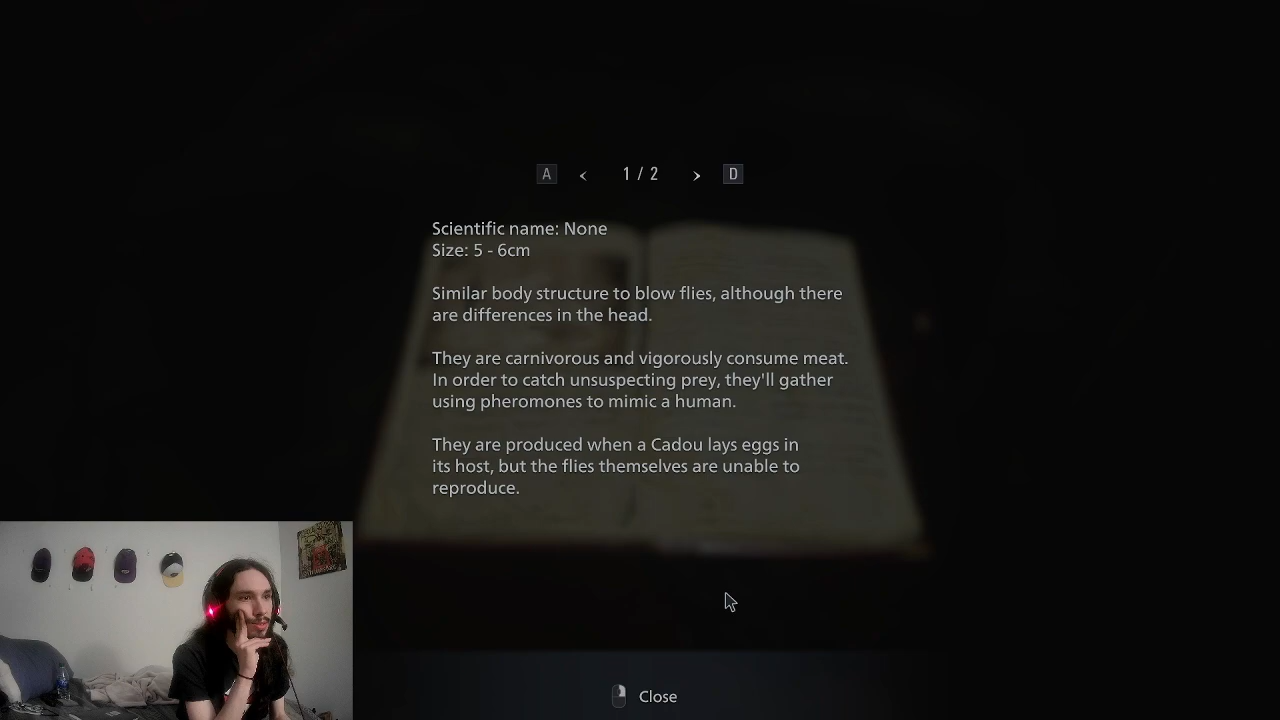 A < 1 / 2 > D
Scientific name: None
Size: 5 - 6cm
Similar body structure to blow flies, although there
are differences in the head.
They are carnivorous and vigorously consume meat.
In order to catch unsuspecting prey, they'll gather
using pheromones to mimic a human.
They are produced when a Cadou lays eggs in
its host, but the flies themselves are unable to
reproduce.
Close